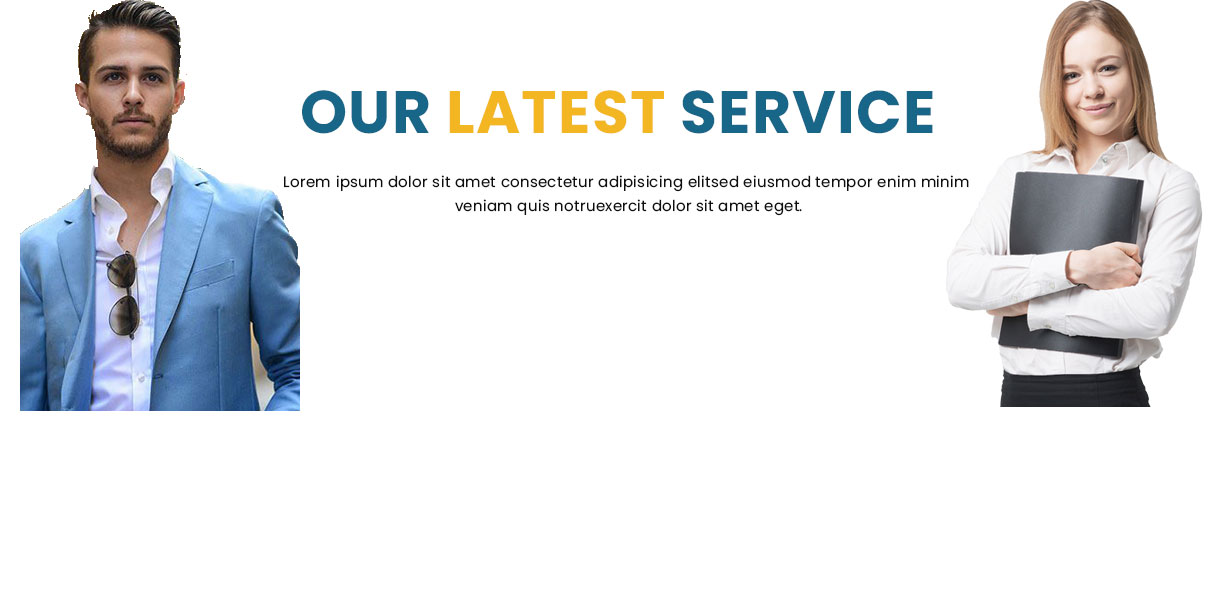 OUR LATEST SERVICE
Lorem ipsum dolor sit amet consectetur adipisicing elitsed eiusmod tempor enim minim
veniam quis notruexercit dolor sit amet eget.